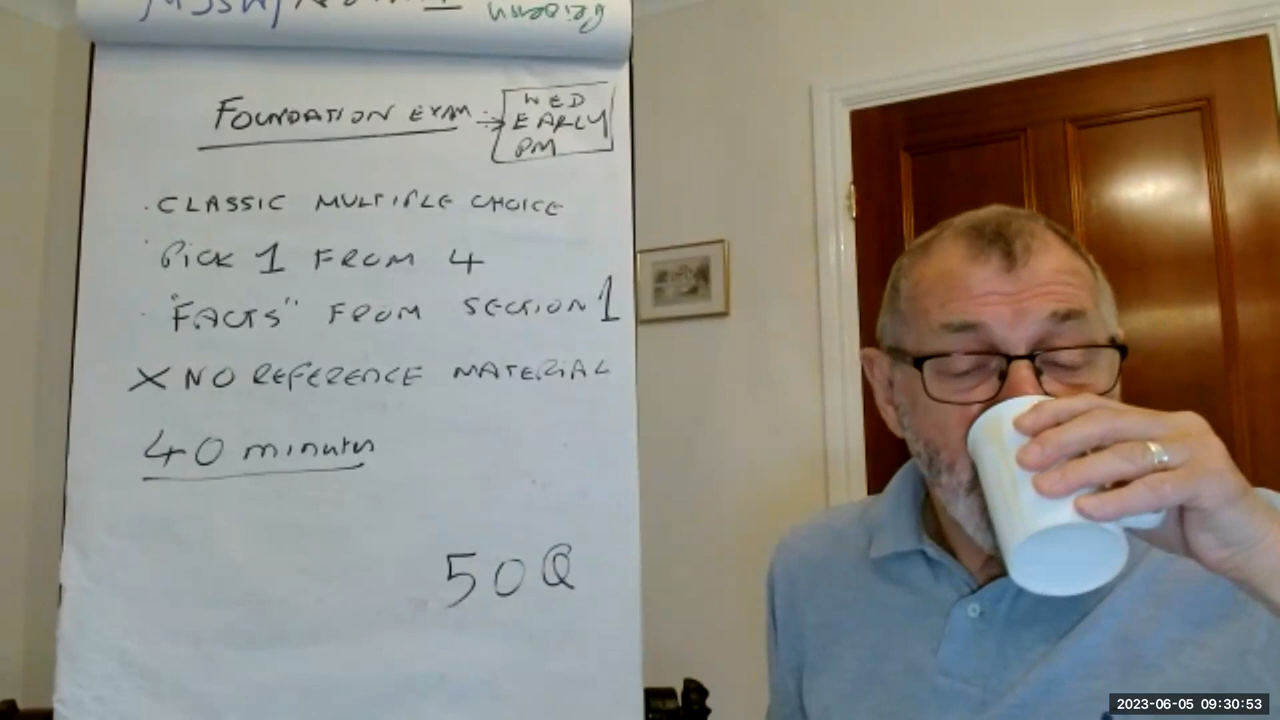 FOUNDATION EXAM → WED
EARLY
PM
· CLASSIC MULTIPLE CHOICE
· PICK 1 FROM 4
· "FACTS" FROM SECTION 1
X NO REFERENCE MATERIAL
40 minutes
50Q
2023-06-05 09:30:53